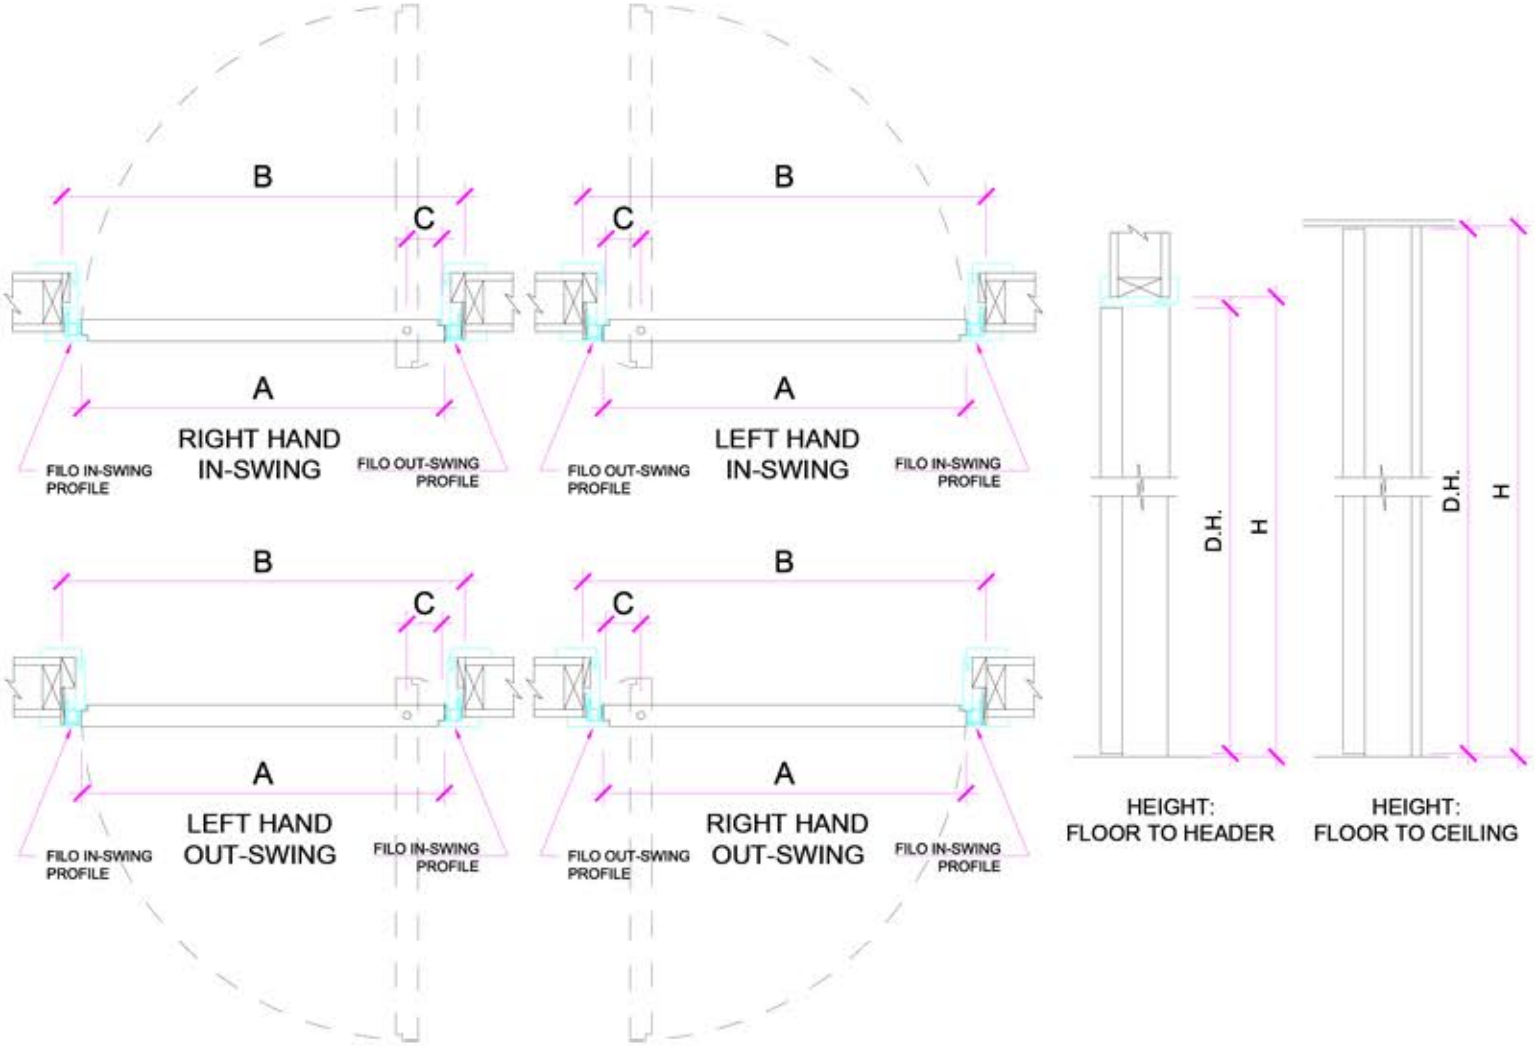 B
C
A
RIGHT HAND
IN-SWING
FILO IN-SWING
PROFILE
FILO OUT-SWING
PROFILE
B
C
A
LEFT HAND
IN-SWING
FILO OUT-SWING
PROFILE
FILO IN-SWING
PROFILE
B
C
A
LEFT HAND
OUT-SWING
FILO IN-SWING
PROFILE
FILO IN-SWING
PROFILE
B
C
A
RIGHT HAND
OUT-SWING
FILO OUT-SWING
PROFILE
FILO IN-SWING
PROFILE
D.H.
H
HEIGHT:
FLOOR TO HEADER
D.H.
H
HEIGHT:
FLOOR TO CEILING